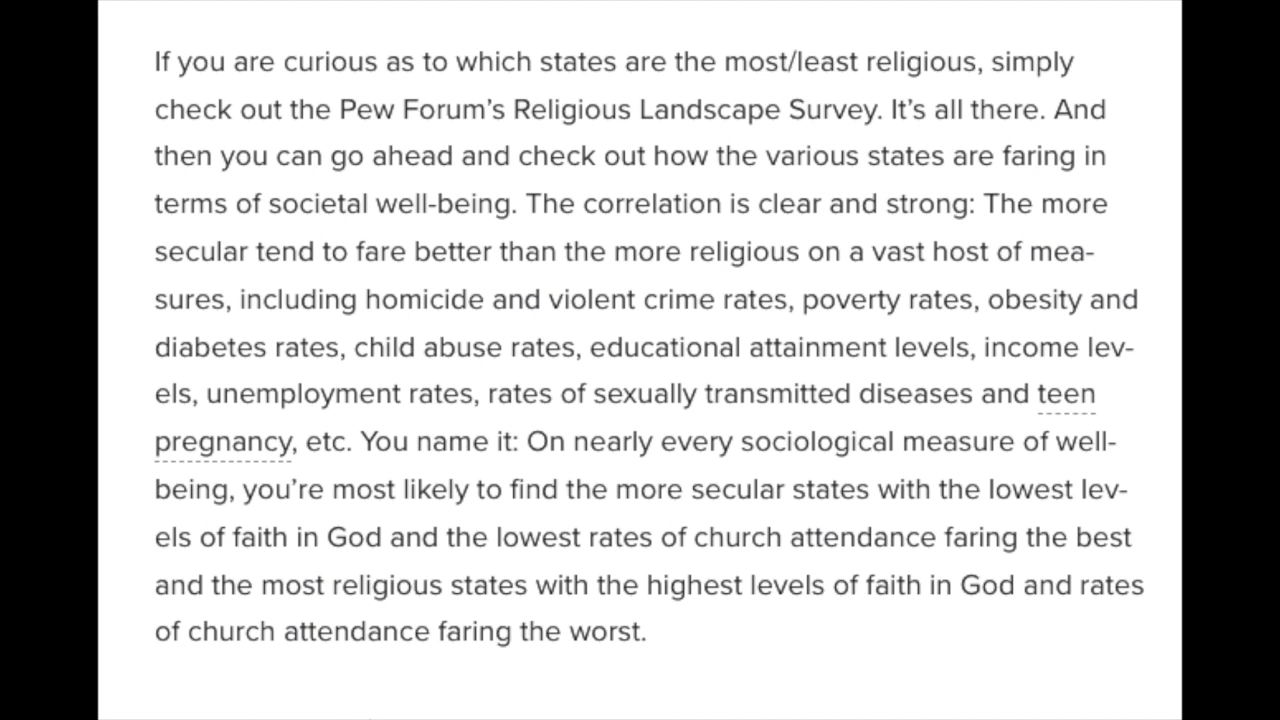 If you are curious as to which states are the most/least religious, simply
check out the Pew Forum’s Religious Landscape Survey. It’s all there. And
then you can go ahead and check out how the various states are faring in
terms of societal well-being. The correlation is clear and strong: The more
secular tend to fare better than the more religious on a vast host of mea-
sures, including homicide and violent crime rates, poverty rates, obesity and
diabetes rates, child abuse rates, educational attainment levels, income lev-
els, unemployment rates, rates of sexually transmitted diseases and teen
pregnancy, etc. You name it: On nearly every sociological measure of well-
being, you’re most likely to find the more secular states with the lowest lev-
els of faith in God and the lowest rates of church attendance faring the best
and the most religious states with the highest levels of faith in God and rates
of church attendance faring the worst.